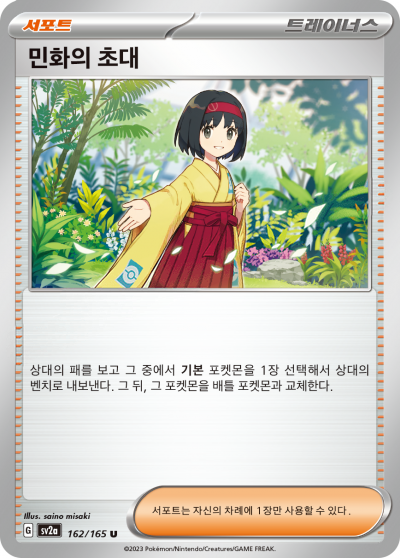 서포트
트레이너스
민화의 초대
상대의 패를 보고 그 중에서 기본 포켓몬을 1장 선택해서 상대의
벤치로 내보낸다. 그 뒤, 그 포켓몬을 배틀 포켓몬과 교체한다.
Illus. saino misaki
G sv2a 162/165 U
서포트는 자신의 차례에 1장만 사용할 수 있다.
©2023 Pokémon/Nintendo/Creatures/GAME FREAK.